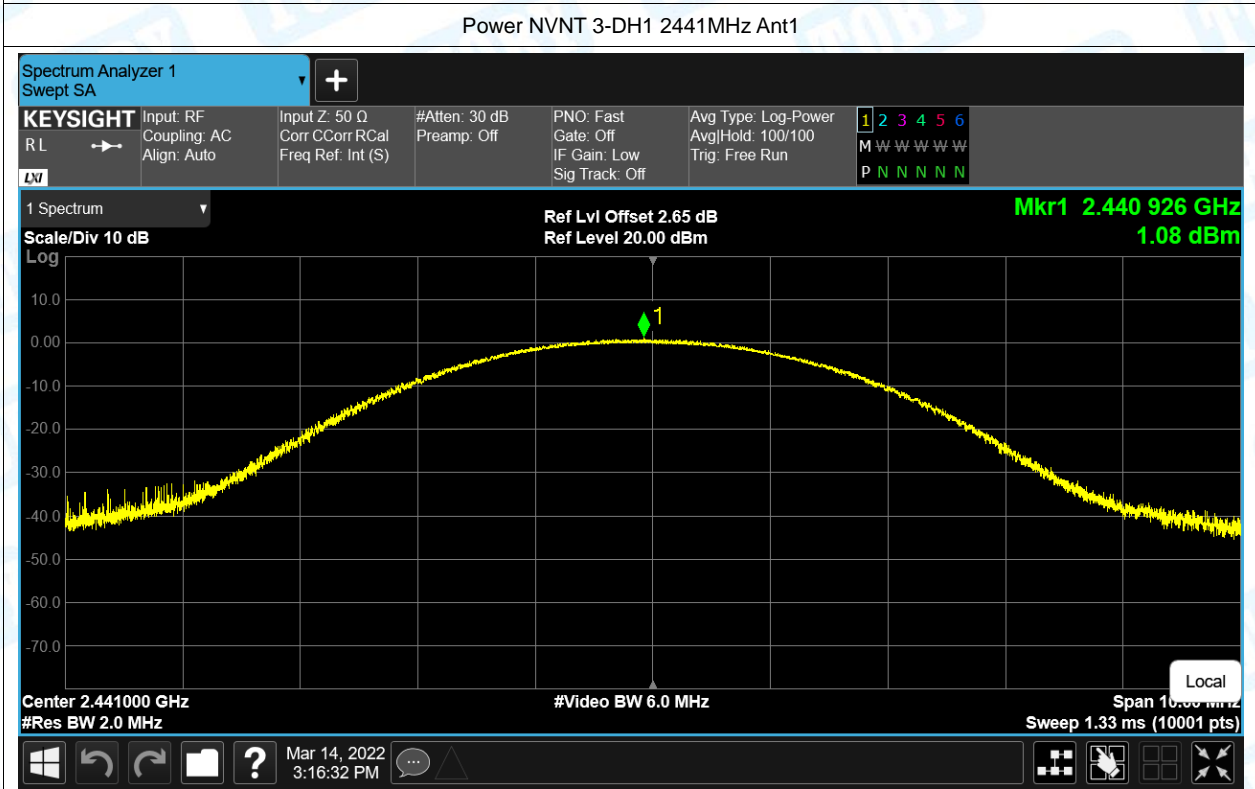 Power NVNT 3-DH1 2441MHz Ant1
Spectrum Analyzer 1
Swept SA
KEYSIGHT
R L
LXI
Input: RF
Coupling: AC
Align: Auto
Input Z: 50 Ω
Corr CCorr RCal
Freq Ref: Int (S)
#Atten: 30 dB
Preamp: Off
PNO: Fast
Gate: Off
IF Gain: Low
Sig Track: Off
Avg Type: Log-Power
Avg|Hold: 100/100
Trig: Free Run
1 2 3 4 5 6
M W W W W W
P N N N N N
1 Spectrum
Scale/Div 10 dB
Log
Ref Lvl Offset 2.65 dB
Ref Level 20.00 dBm
Mkr1 2.440 926 GHz
1.08 dBm
1
10.0
0.00
-10.0
-20.0
-30.0
-40.0
-50.0
-60.0
-70.0
Local
Center 2.441000 GHz
#Res BW 2.0 MHz
#Video BW 6.0 MHz
Span 10.00 MHz
Sweep 1.33 ms (10001 pts)
Mar 14, 2022
3:16:32 PM